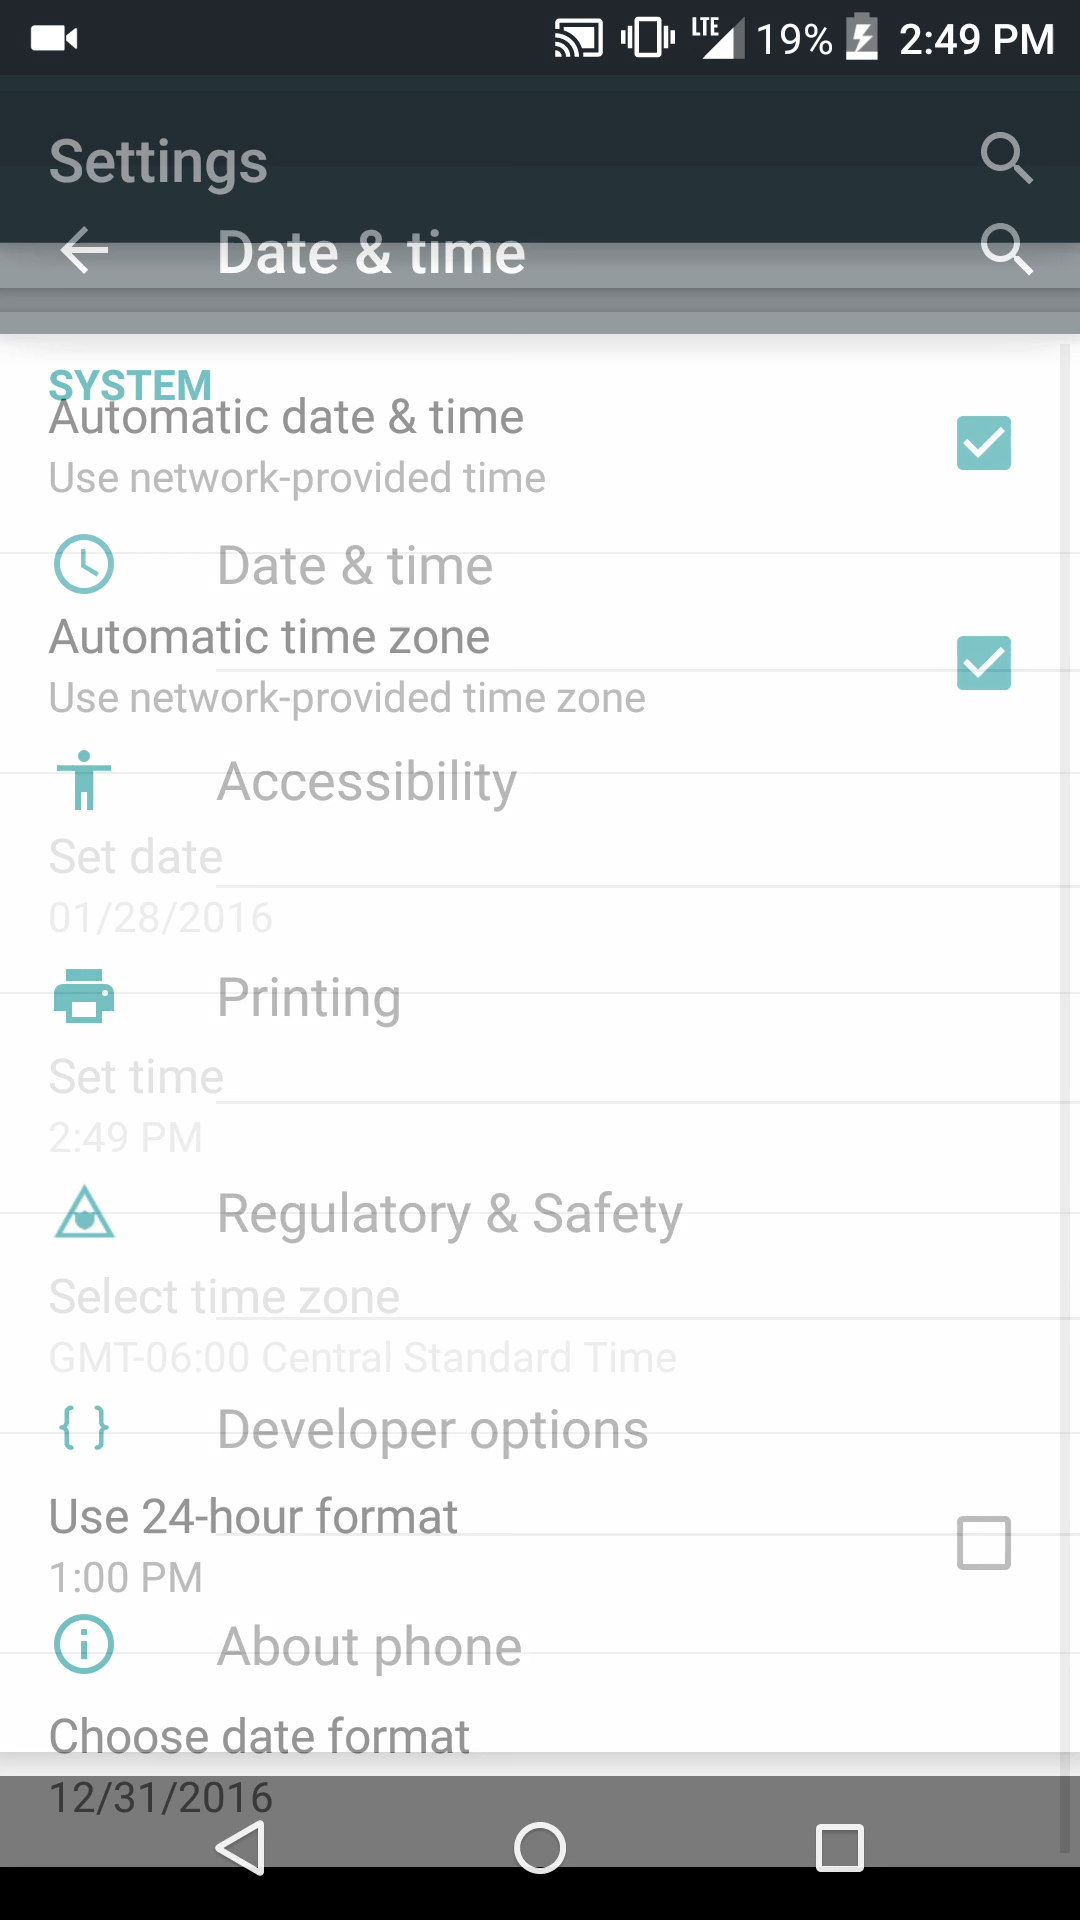 LTE 19% 2:49 PM
Settings
Date & time
SYSTEM
Automatic date & time
Use network-provided time
Date & time
Automatic time zone
Use network-provided time zone
Accessibility
Set date
01/28/2016
Printing
Set time
2:49 PM
Regulatory & Safety
Select time zone
GMT-06:00 Central Standard Time
{ } Developer options
Use 24-hour format
1:00 PM
About phone
Choose date format
12/31/2016